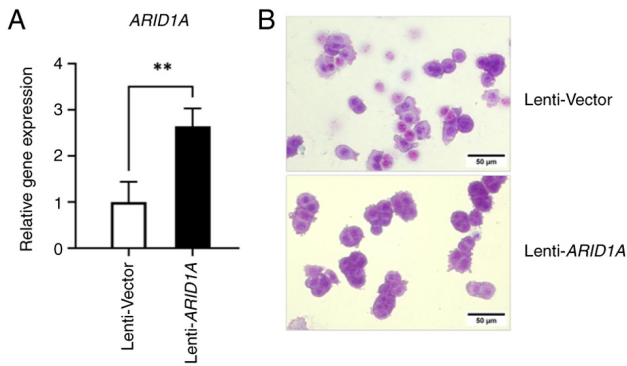 A
ARID1A
**
Relative gene expression
4
3
2
1
0
Lenti-Vector
Lenti-ARID1A
B
50 µm
Lenti-Vector
50 µm
Lenti-ARID1A